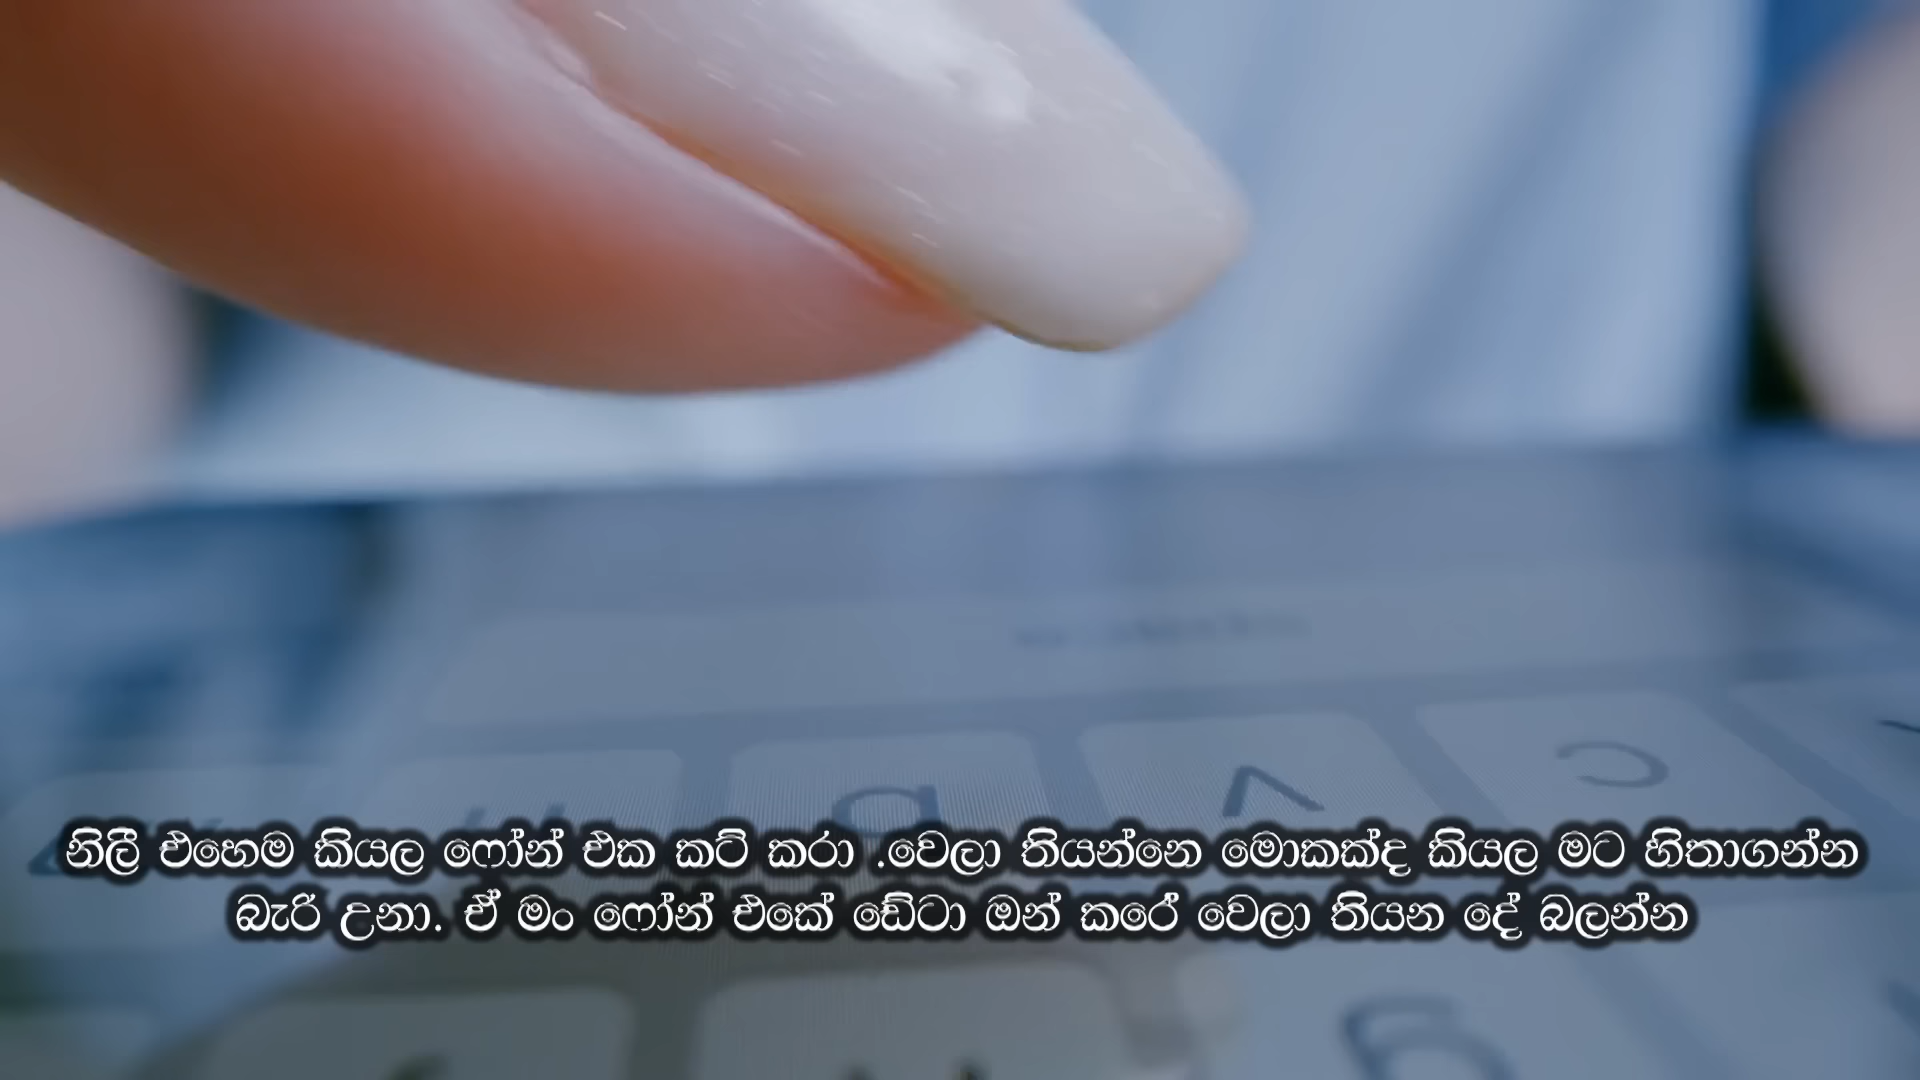 නිලී එහෙම කියල ෆෝන් එක කට් කරා .වෙලා තියන්නෙ මොකක්ද කියල මට හිතාගන්න
බැරි උනා. ඒ මං ෆෝන් එකේ ඩේටා ඔන් කරේ වෙලා තියන දේ බලන්න